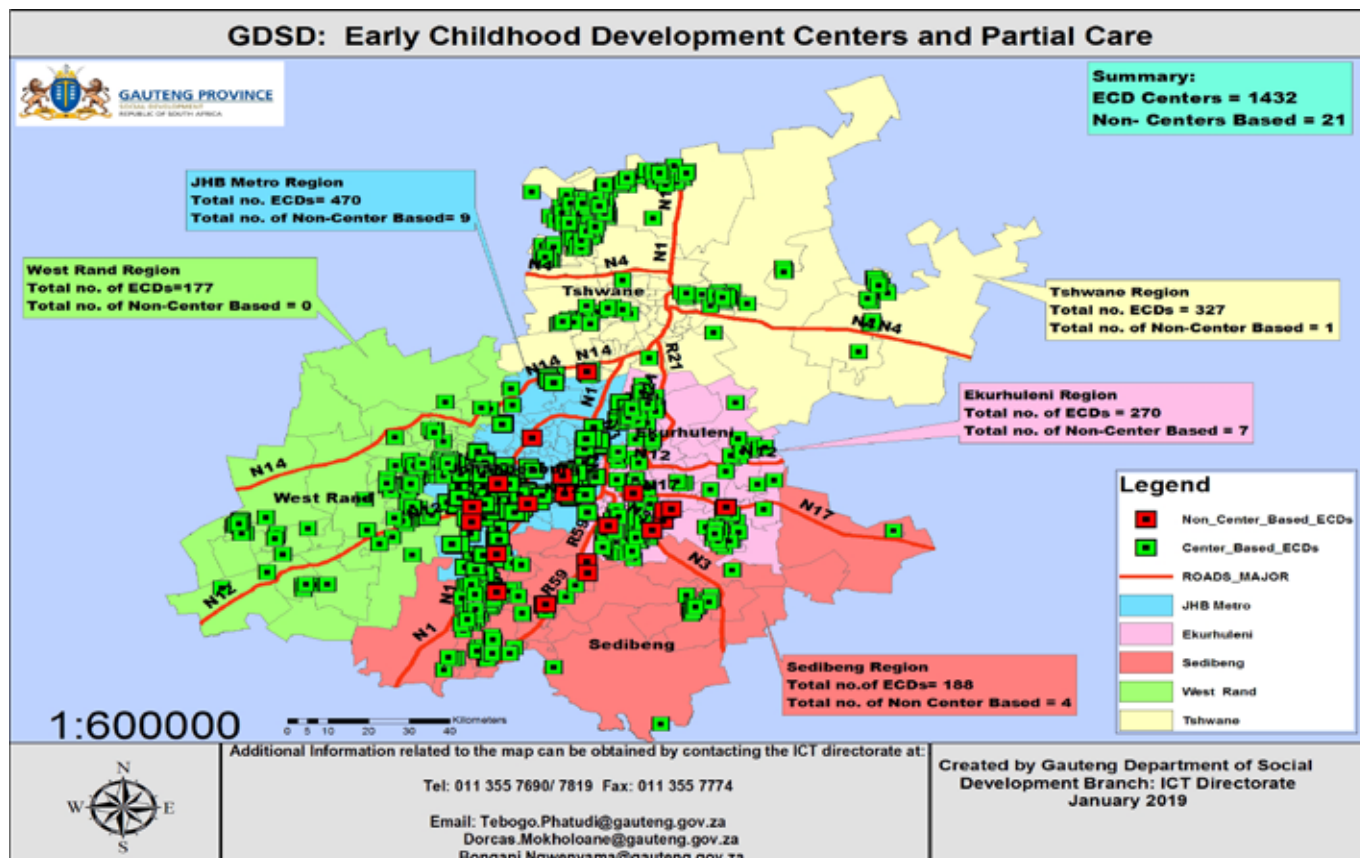 GDSD: Early Childhood Development Centers and Partial Care
GAUTENG PROVINCE
SOCIAL DEVELOPMENT
REPUBLIC OF SOUTH AFRICA
Summary:
ECD Centers = 1432
Non- Centers Based = 21
JHB Metro Region
Total no. ECDs= 470
Total no. of Non-Center Based= 9
West Rand Region
Total no. of ECDs=177
Total no. of Non-Center Based = 0
Tshwane Region
Total no. ECDs = 327
Total no. of Non-Center Based = 1
Ekurhuleni Region
Total no. of ECDs = 270
Total no. of Non-Center Based = 7
Sedibeng Region
Total no.of ECDs= 188
Total no. of Non Center Based = 4
N1
N1
N4
N4
Tshwane
N4
N4
N14
N14
R21
N1
Ekurhuleni
N12
N12
N14
West Rand
N17
N17
N12
R59
N3
R59
N1
N1
Sedibeng
Legend
Non_Center_Based_ECDs
Center_Based_ECDs
ROADS_MAJOR
JHB Metro
Ekurhuleni
Sedibeng
West Rand
Tshwane
1:600000
0 5 10 20 30 40
Kilometers
N
W E
S
Additional Information related to the map can be obtained by contacting the ICT directorate at:
Tel: 011 355 7690/ 7819 Fax: 011 355 7774
Email: Tebogo.Phatudi@gauteng.gov.za
Dorcas.Mokholoane@gauteng.gov.za
Bongani.Ngwenyama@gauteng.gov.za
Created by Gauteng Department of Social
Development Branch: ICT Directorate
January 2019